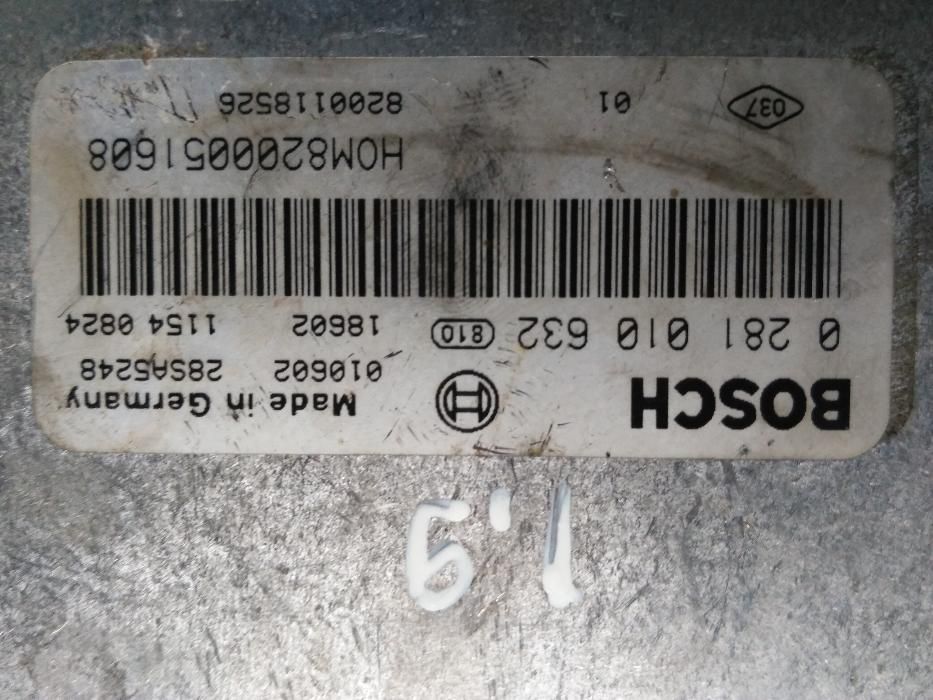 1.9
BOSCH Made in Germany
010602 28SA5248
0 281 010 632 810 18602 1154 0824
HOM8200051608
037 01 8200118526